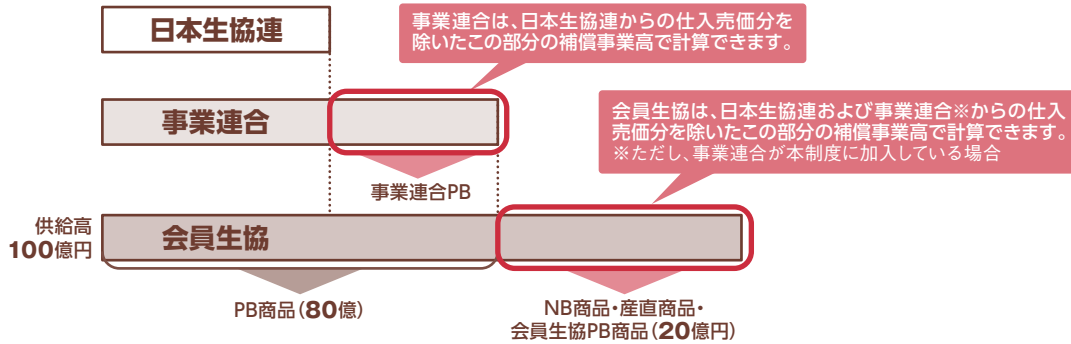 日本生協連
事業連合は、日本生協連からの仕入売価分を
除いたこの部分の補償事業高で計算できます。
事業連合
会員生協は、日本生協連および事業連合※からの仕入
売価分を除いたこの部分の補償事業高で計算できます。
※ただし、事業連合が本制度に加入している場合
事業連合PB
供給高
100億円
会員生協
PB商品（80億）
NB商品・産直商品・
会員生協PB商品（20億円）